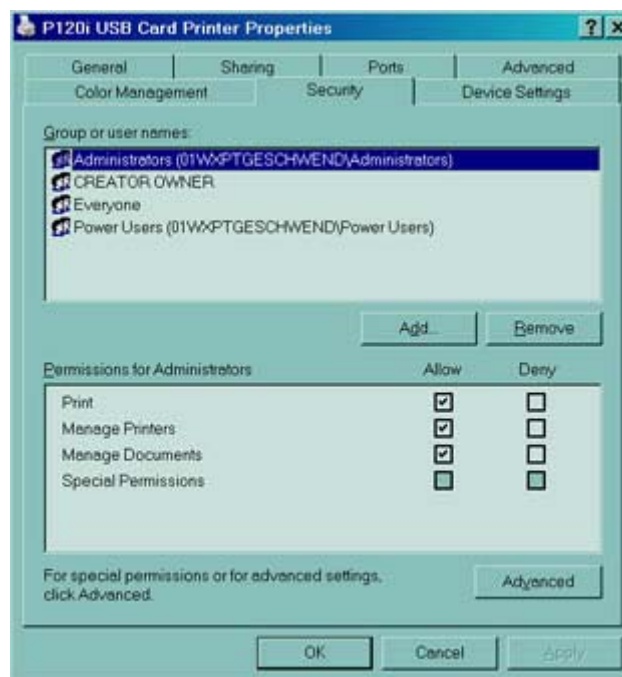 P120i USB Card Printer Properties ? x
General Sharing Ports Advanced
Color Management Security Device Settings
Group or user names:
Administrators (01WXPTGESCHWEND\Administrators)
CREATOR OWNER
Everyone
Power Users (01WXPTGESCHWEND\Power Users)
Add... Remove
Permissions for Administrators Allow Deny
Print
Manage Printers
Manage Documents
Special Permissions
For special permissions or for advanced settings,
click Advanced.
Advanced
OK Cancel Apply